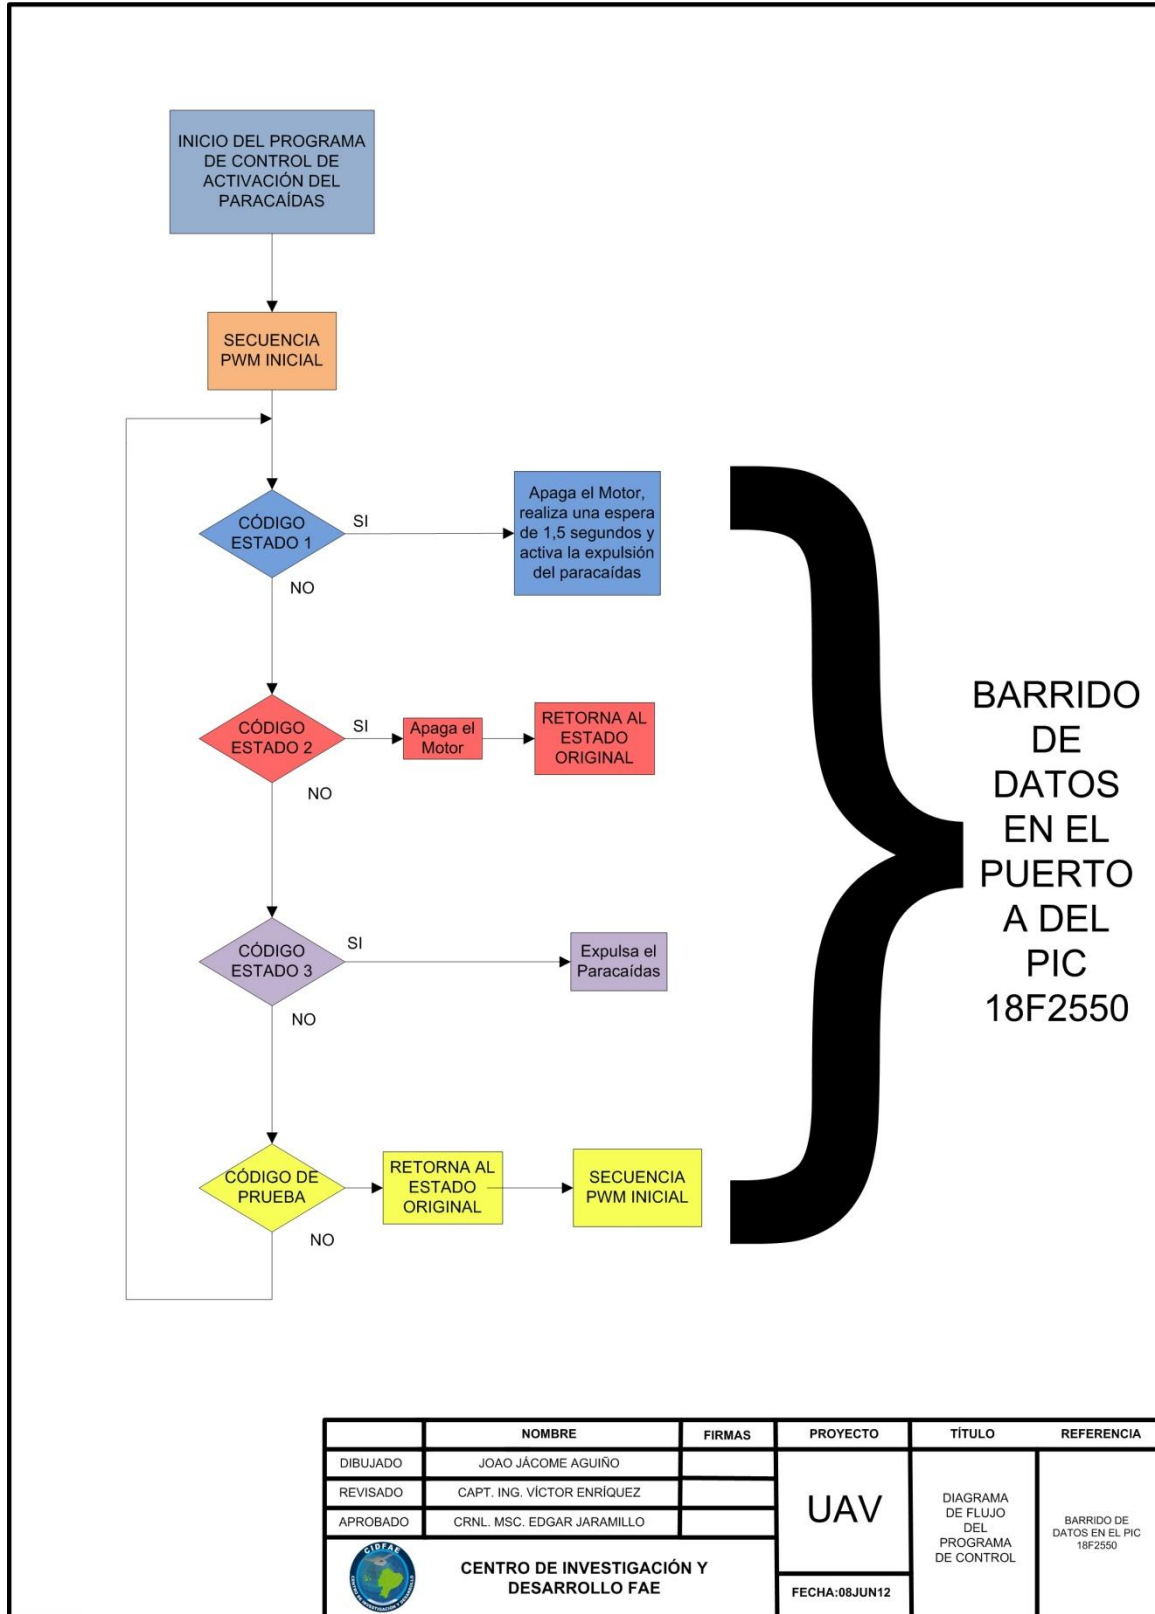 INICIO DEL PROGRAMA
DE CONTROL DE
ACTIVACIÓN DEL
PARACAÍDAS
SECUENCIA
PWM INICIAL
CÓDIGO
ESTADO 1
SI
NO
Apaga el Motor,
realiza una espera
de 1,5 segundos y
activa la expulsión
del paracaídas
CÓDIGO
ESTADO 2
SI
NO
Apaga el
Motor
RETORNA AL
ESTADO
ORIGINAL
CÓDIGO
ESTADO 3
SI
NO
Expulsa el
Paracaídas
CÓDIGO DE
PRUEBA
NO
RETORNA AL
ESTADO
ORIGINAL
SECUENCIA
PWM INICIAL
BARRIDO
DE
DATOS
EN EL
PUERTO
A DEL
PIC
18F2550
NOMBRE
FIRMAS
PROYECTO
TÍTULO
REFERENCIA
DIBUJADO
JOAO JÁCOME AGUIÑO
REVISADO
CAPT. ING. VÍCTOR ENRÍQUEZ
APROBADO
CRNL. MSC. EDGAR JARAMILLO
UAV
DIAGRAMA
DE FLUJO
DEL
PROGRAMA
DE CONTROL
BARRIDO DE
DATOS EN EL PIC
18F2550
CIDFAE
CENTRO DE INVESTIGACIÓN Y DESARROLLO
CENTRO DE INVESTIGACIÓN Y
DESARROLLO FAE
FECHA:08JUN12